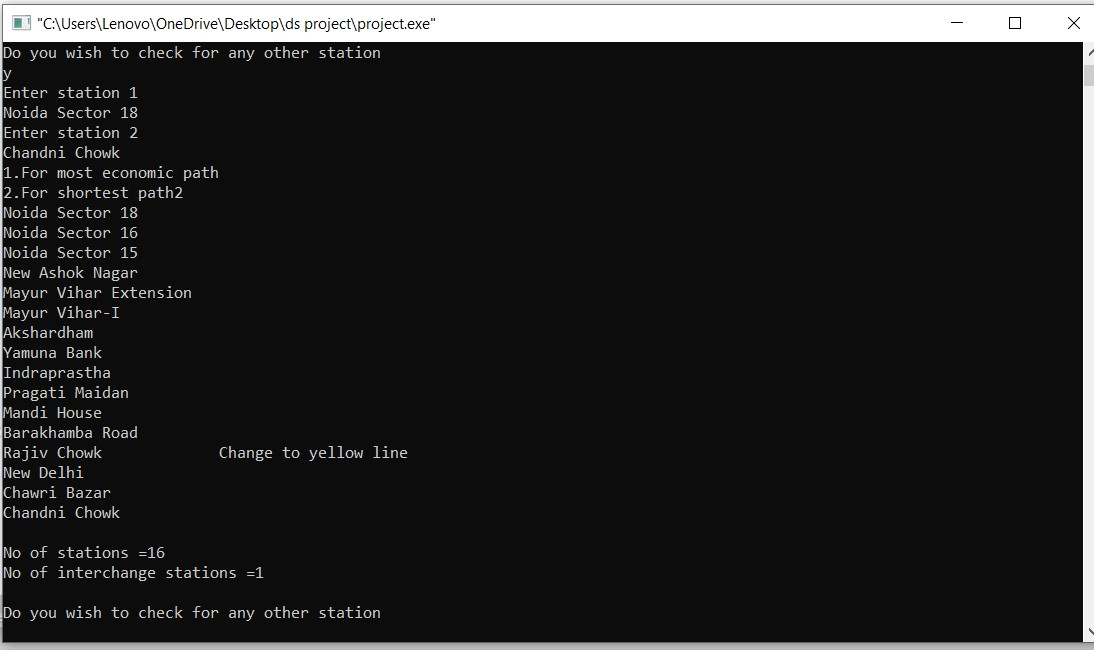 "C:\Users\Lenovo\OneDrive\Desktop\ds project\project.exe"
Do you wish to check for any other station
y
Enter station 1
Noida Sector 18
Enter station 2
Chandni Chowk
1.For most economic path
2.For shortest path2
Noida Sector 18
Noida Sector 16
Noida Sector 15
New Ashok Nagar
Mayur Vihar Extension
Mayur Vihar-I
Akshardham
Yamuna Bank
Indraprastha
Pragati Maidan
Mandi House
Barakhamba Road
Rajiv Chowk             Change to yellow line
New Delhi
Chawri Bazar
Chandni Chowk
No of stations =16
No of interchange stations =1
Do you wish to check for any other station